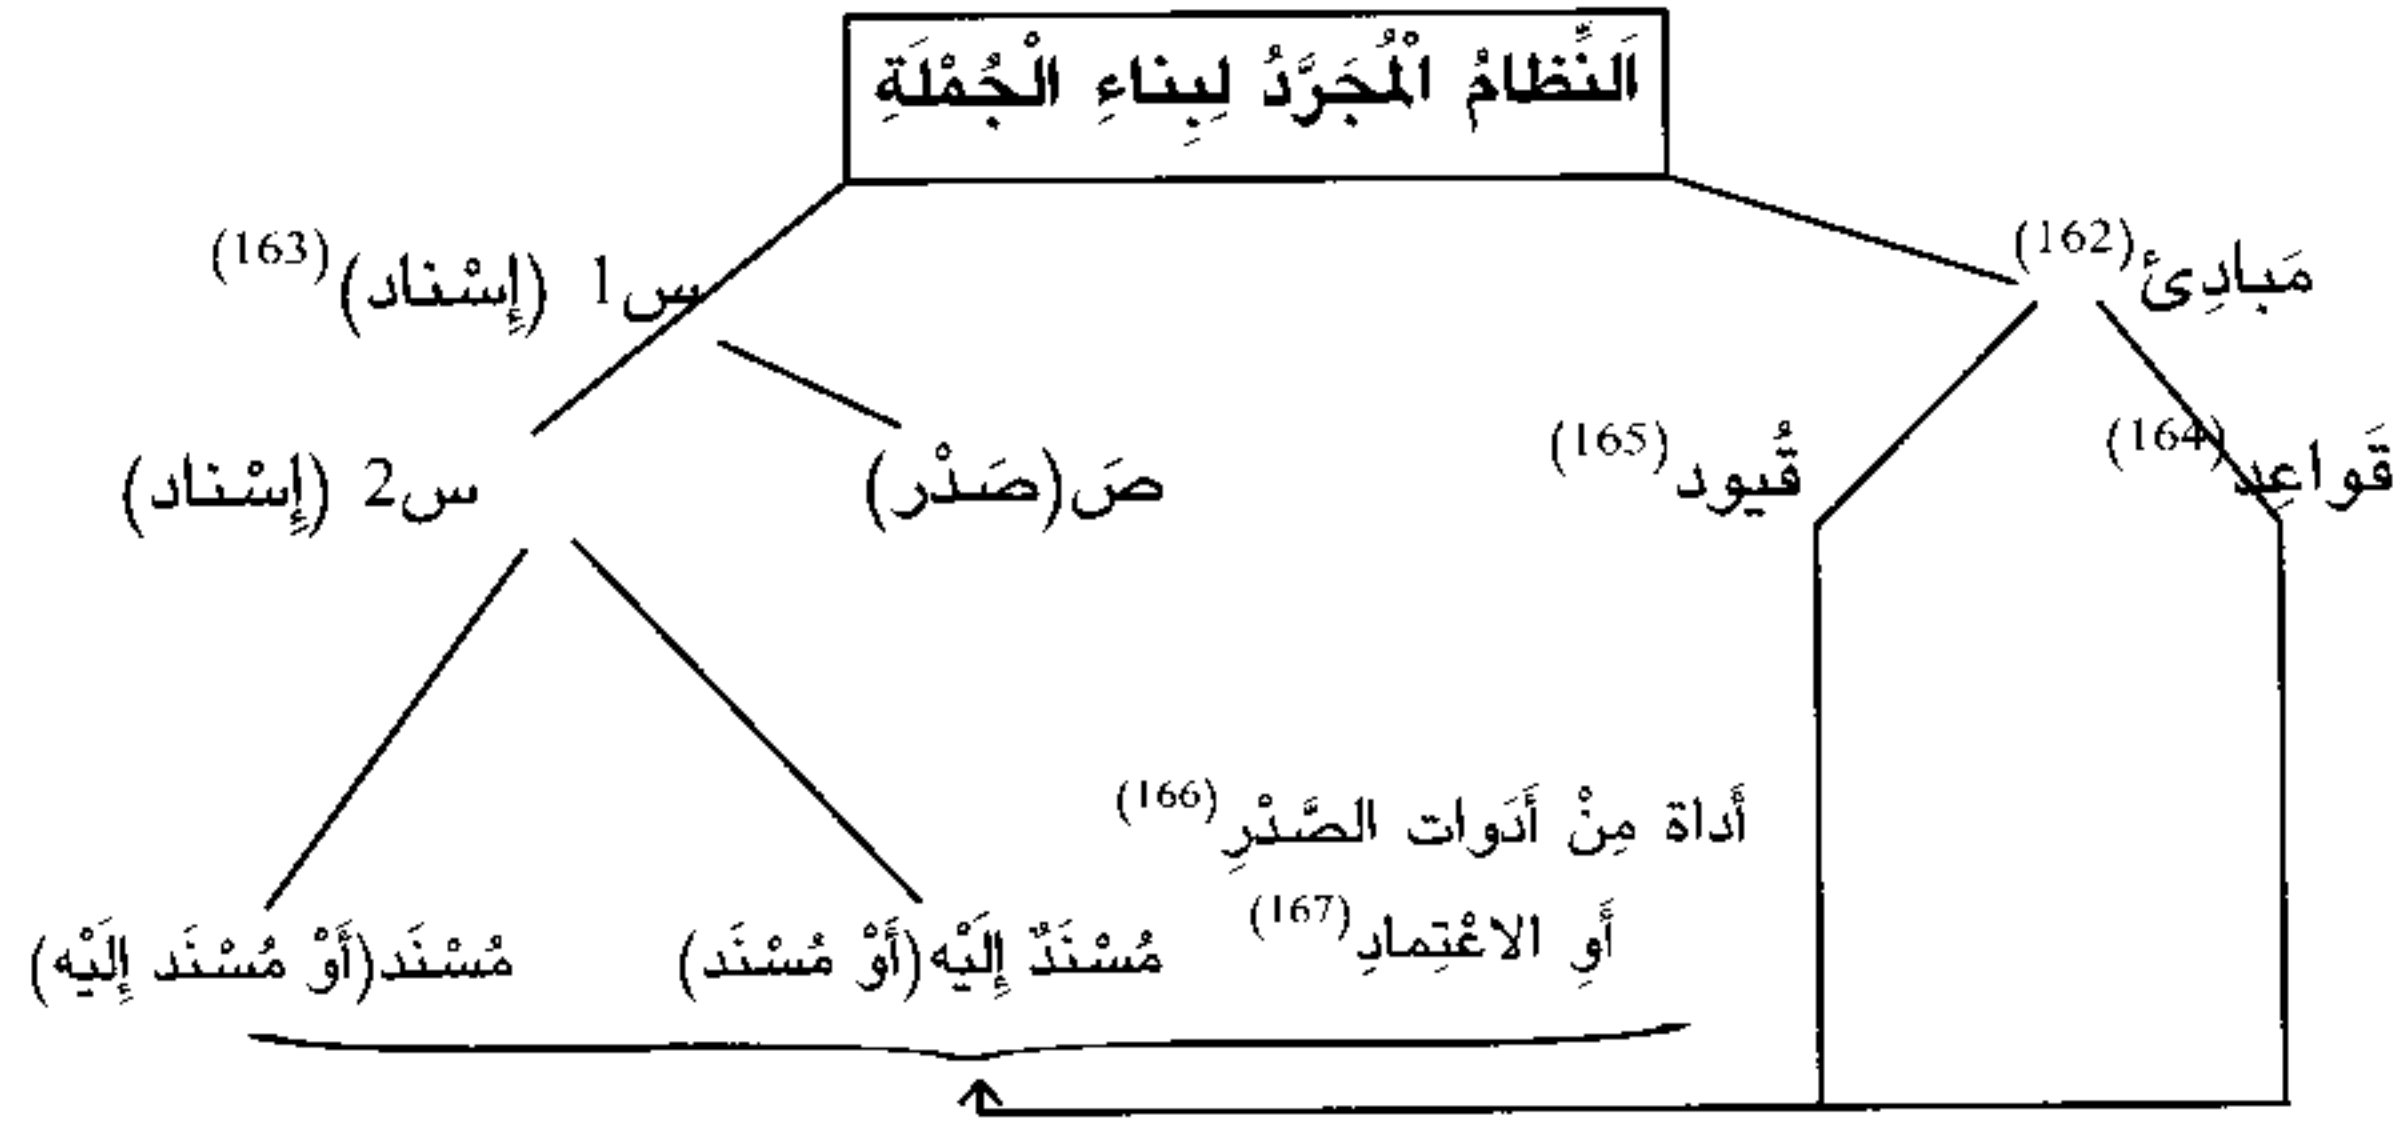 اَلنِّظامُ الْمُجَرَّدُ لِبِناءِ الْجُمْلَةِ
مَبادِئ(162)
س1 (إِسْناد)(163)
قَواعِد(164)
قُيود(165)
صَ(صَدْر)
س2 (إِسْناد)
أَداة مِنْ أَدَوات الصَّدْرِ(166)
أَوِ الاعْتِمادِ(167)
مُسْنَدٌ إِلَيْه(أَوْ مُسْنَد)
مُسْنَد(أَوْ مُسْنَد إِلَيْه)